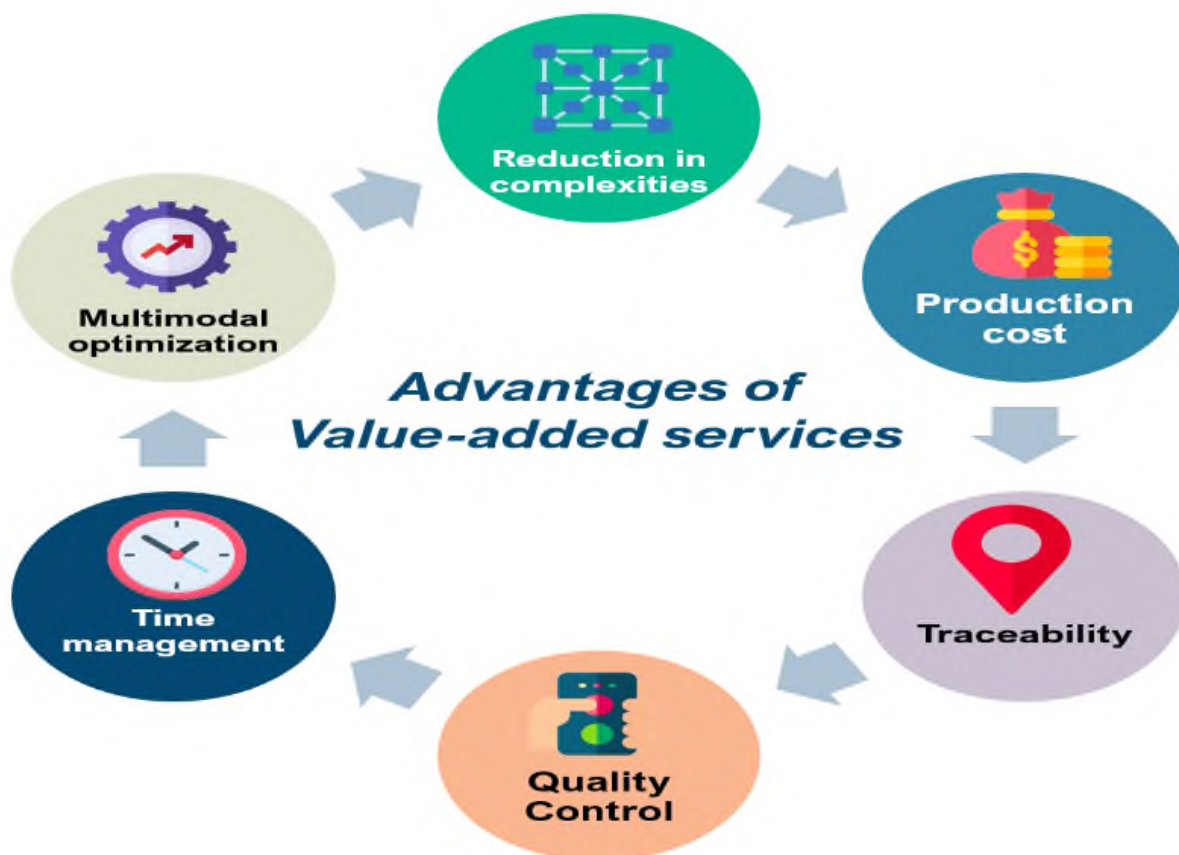 Reduction in
complexities
Production
cost
Traceability
Quality
Control
Time
management
Multimodal
optimization
Advantages of
Value-added services
$